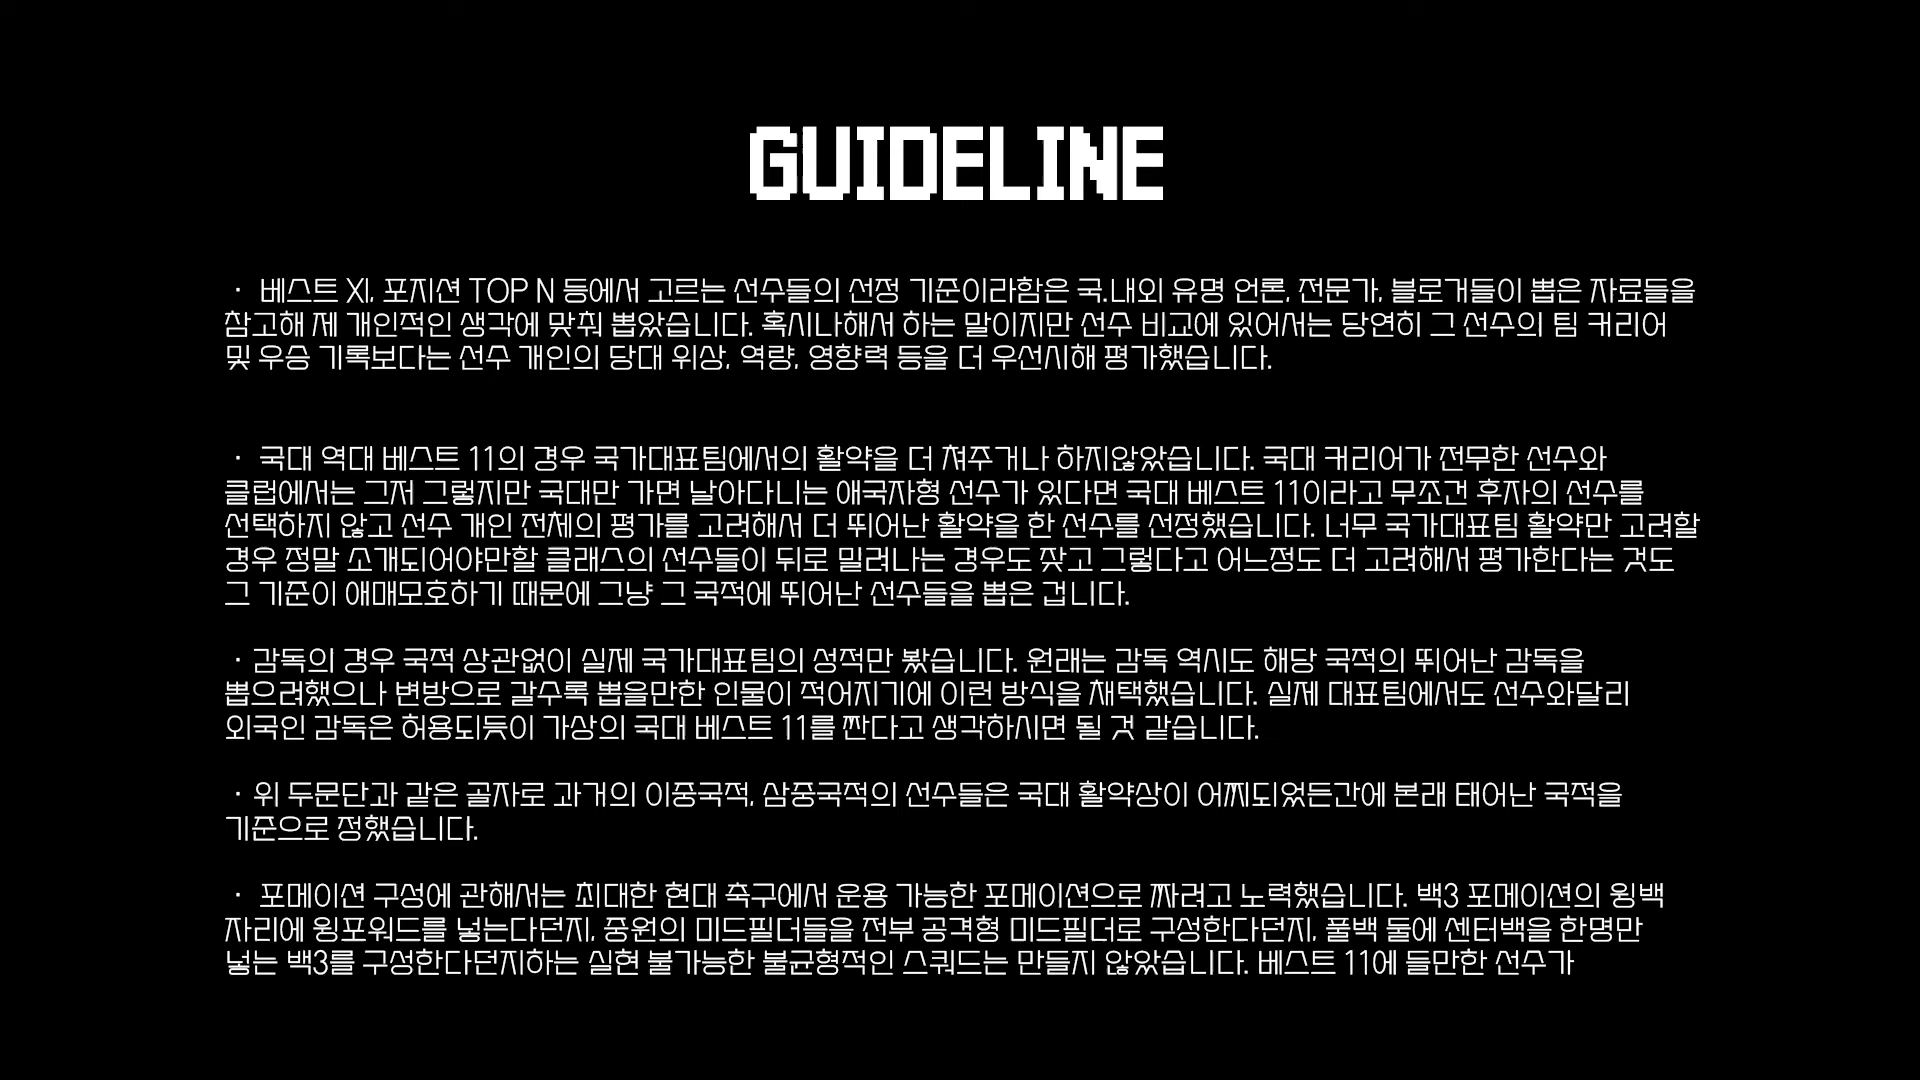 GUIDELINE
· 베스트 XI, 포지션 TOP N 등에서 고르는 선수들의 선정 기준이라함은 국.내외 유명 언론, 전문가, 블로거들이 뽑은 자료들을
참고해 제 개인적인 생각에 맞춰 뽑았습니다. 혹시나해서 하는 말이지만 선수 비교에 있어서는 당연히 그 선수의 팀 커리어
및 우승 기록보다는 선수 개인의 당대 위상, 역량, 영향력 등을 더 우선시해 평가했습니다.
· 국대 역대 베스트 11의 경우 국가대표팀에서의 활약을 더 쳐주거나 하지않았습니다. 국대 커리어가 전무한 선수와
클럽에서는 그저 그렇지만 국대만 가면 날아다니는 애국자형 선수가 있다면 국대 베스트 11이라고 무조건 후자의 선수를
선택하지 않고 선수 개인 전체의 평가를 고려해서 더 뛰어난 활약을 한 선수를 선정했습니다. 너무 국가대표팀 활약만 고려할
경우 정말 소개되어야만할 클래스의 선수들이 뒤로 밀려나는 경우도 잦고 그렇다고 어느정도 더 고려해서 평가한다는 것도
그 기준이 애매모호하기 때문에 그냥 그 국적에 뛰어난 선수들을 뽑은 겁니다.
· 감독의 경우 국적 상관없이 실제 국가대표팀의 성적만 봤습니다. 원래는 감독 역시도 해당 국적의 뛰어난 감독을
뽑으려했으나 변방으로 갈수록 뽑을만한 인물이 적어지기에 이런 방식을 채택했습니다. 실제 대표팀에서도 선수와달리
외국인 감독은 허용되듯이 가상의 국대 베스트 11를 짠다고 생각하시면 될 것 같습니다.
· 위 두문단과 같은 골자로 과거의 이중국적, 삼중국적의 선수들은 국대 활약상이 어찌되었든간에 본래 태어난 국적을
기준으로 정했습니다.
· 포메이션 구성에 관해서는 최대한 현대 축구에서 운용 가능한 포메이션으로 짜려고 노력했습니다. 백3 포메이션의 윙백
자리에 윙포워드를 넣는다던지, 중원의 미드필더들을 전부 공격형 미드필더로 구성한다던지, 풀백 둘에 센터백을 한명만
넣는 백3를 구성한다던지하는 실현 불가능한 불균형적인 스쿼드는 만들지 않았습니다. 베스트 11에 들만한 선수가